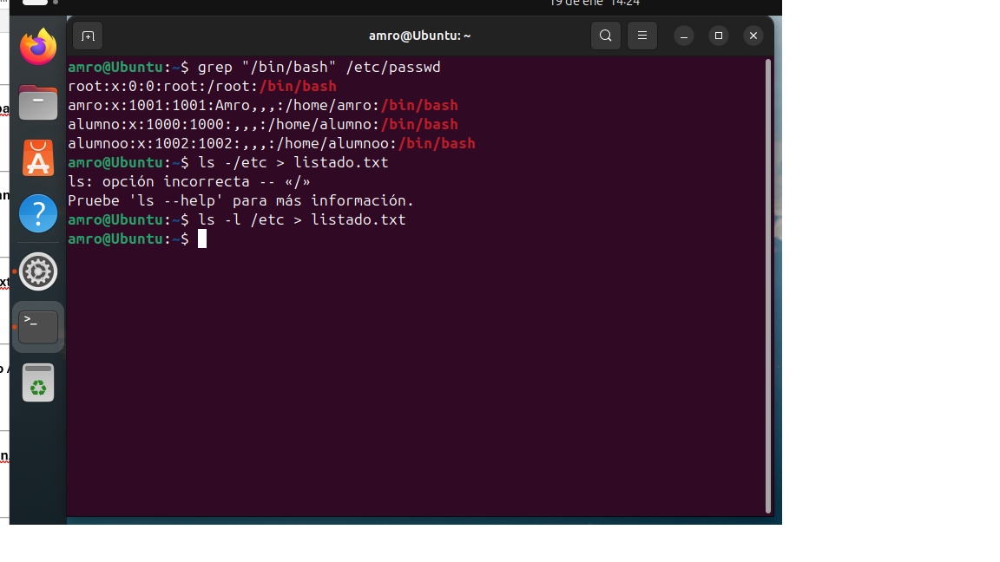 19 de ene 14:24
amro@Ubuntu: ~
amro@Ubuntu:~$ grep "/bin/bash" /etc/passwd
root:x:0:0:root:/root:/bin/bash
amro:x:1001:1001:Amro,,,:/home/amro:/bin/bash
alumno:x:1000:1000:,,,:/home/alumno:/bin/bash
alumnoo:x:1002:1002:,,,:/home/alumnoo:/bin/bash
amro@Ubuntu:~$ ls -/etc > listado.txt
ls: opción incorrecta -- «/»
Pruebe 'ls --help' para más información.
amro@Ubuntu:~$ ls -l /etc > listado.txt
amro@Ubuntu:~$